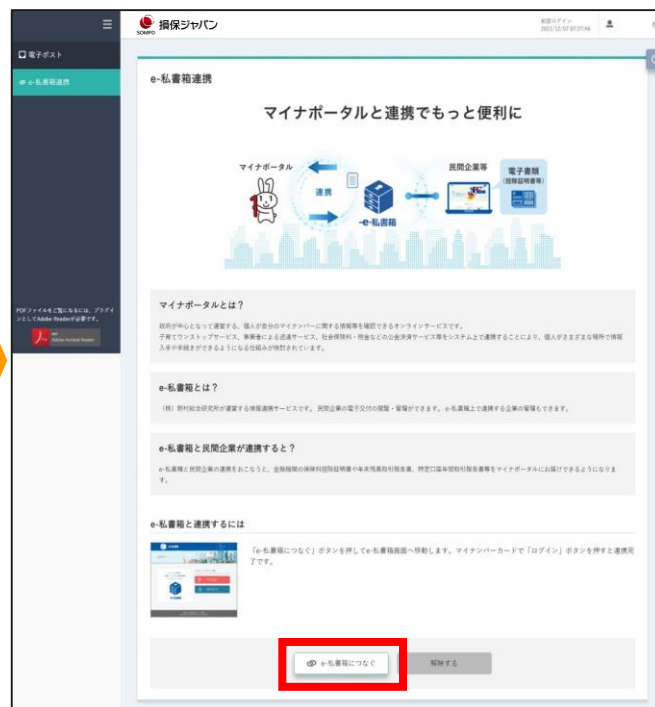 損保ジャパン
SOMPO
前回ログイン
2021/12/07 07:27:46
電子ポスト
e-私書箱連携
PDFファイルをご覧になるには、プラグイ
ンとしてAdobe Readerが必要です。
Adobe Acrobat Reader
e-私書箱連携
マイナポータルと連携でもっと便利に
マイナポータル
連携
e-私書箱
民間企業等
電子書類
(控除証明書等)
マイナポータルとは?
政府が中心となって運営する、個人が自分のマイナンバーに関する情報等を確認できるオンラインサービスです。
子育てワンストップサービス、事業者による送達サービス、社会保険料・税金などの公金決済サービス等をシステム上で連携することにより、個人がさまざまな場所で情報
入手や手続きができるようになる仕組みが検討されています。
e-私書箱とは?
(株)野村総合研究所が運営する情報連携サービスです。民間企業の電子交付の閲覧・管理ができます。e-私書箱上で連携する企業の管理もできます。
e-私書箱と民間企業が連携すると?
e-私書箱と民間企業の連携をおこなうと、金融機関の保険料控除証明書や年末残高取引報告書、特定口座年間取引報告書等をマイナポータルにお届けできるようになりま
す。
e-私書箱と連携するには
「e-私書箱につなぐ」ボタンを押してe-私書箱画面へ移動します。マイナンバーカードで「ログイン」ボタンを押すと連携完
了です。
e-私書箱につなぐ
解除する